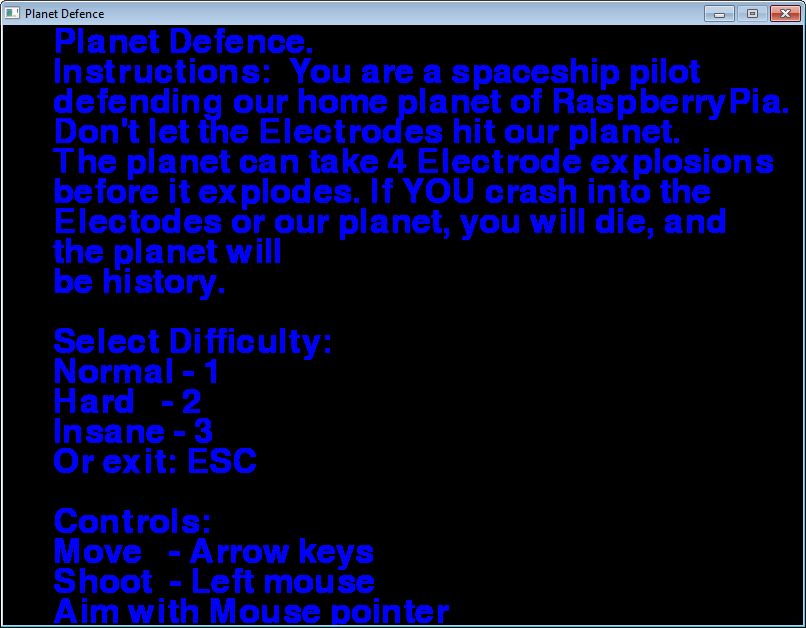 Planet Defence
Planet Defence.
Instructions:  You are a spaceship pilot
defending our home planet of RaspberryPia.
Don't let the Electrodes hit our planet.
The planet can take 4 Electrode explosions
before it explodes. If YOU crash into the
Electodes or our planet, you will die, and
the planet will
be history.
Select Difficulty:
Normal - 1
Hard   - 2
Insane - 3
Or exit: ESC
Controls:
Move   - Arrow keys
Shoot  - Left mouse
Aim with Mouse pointer